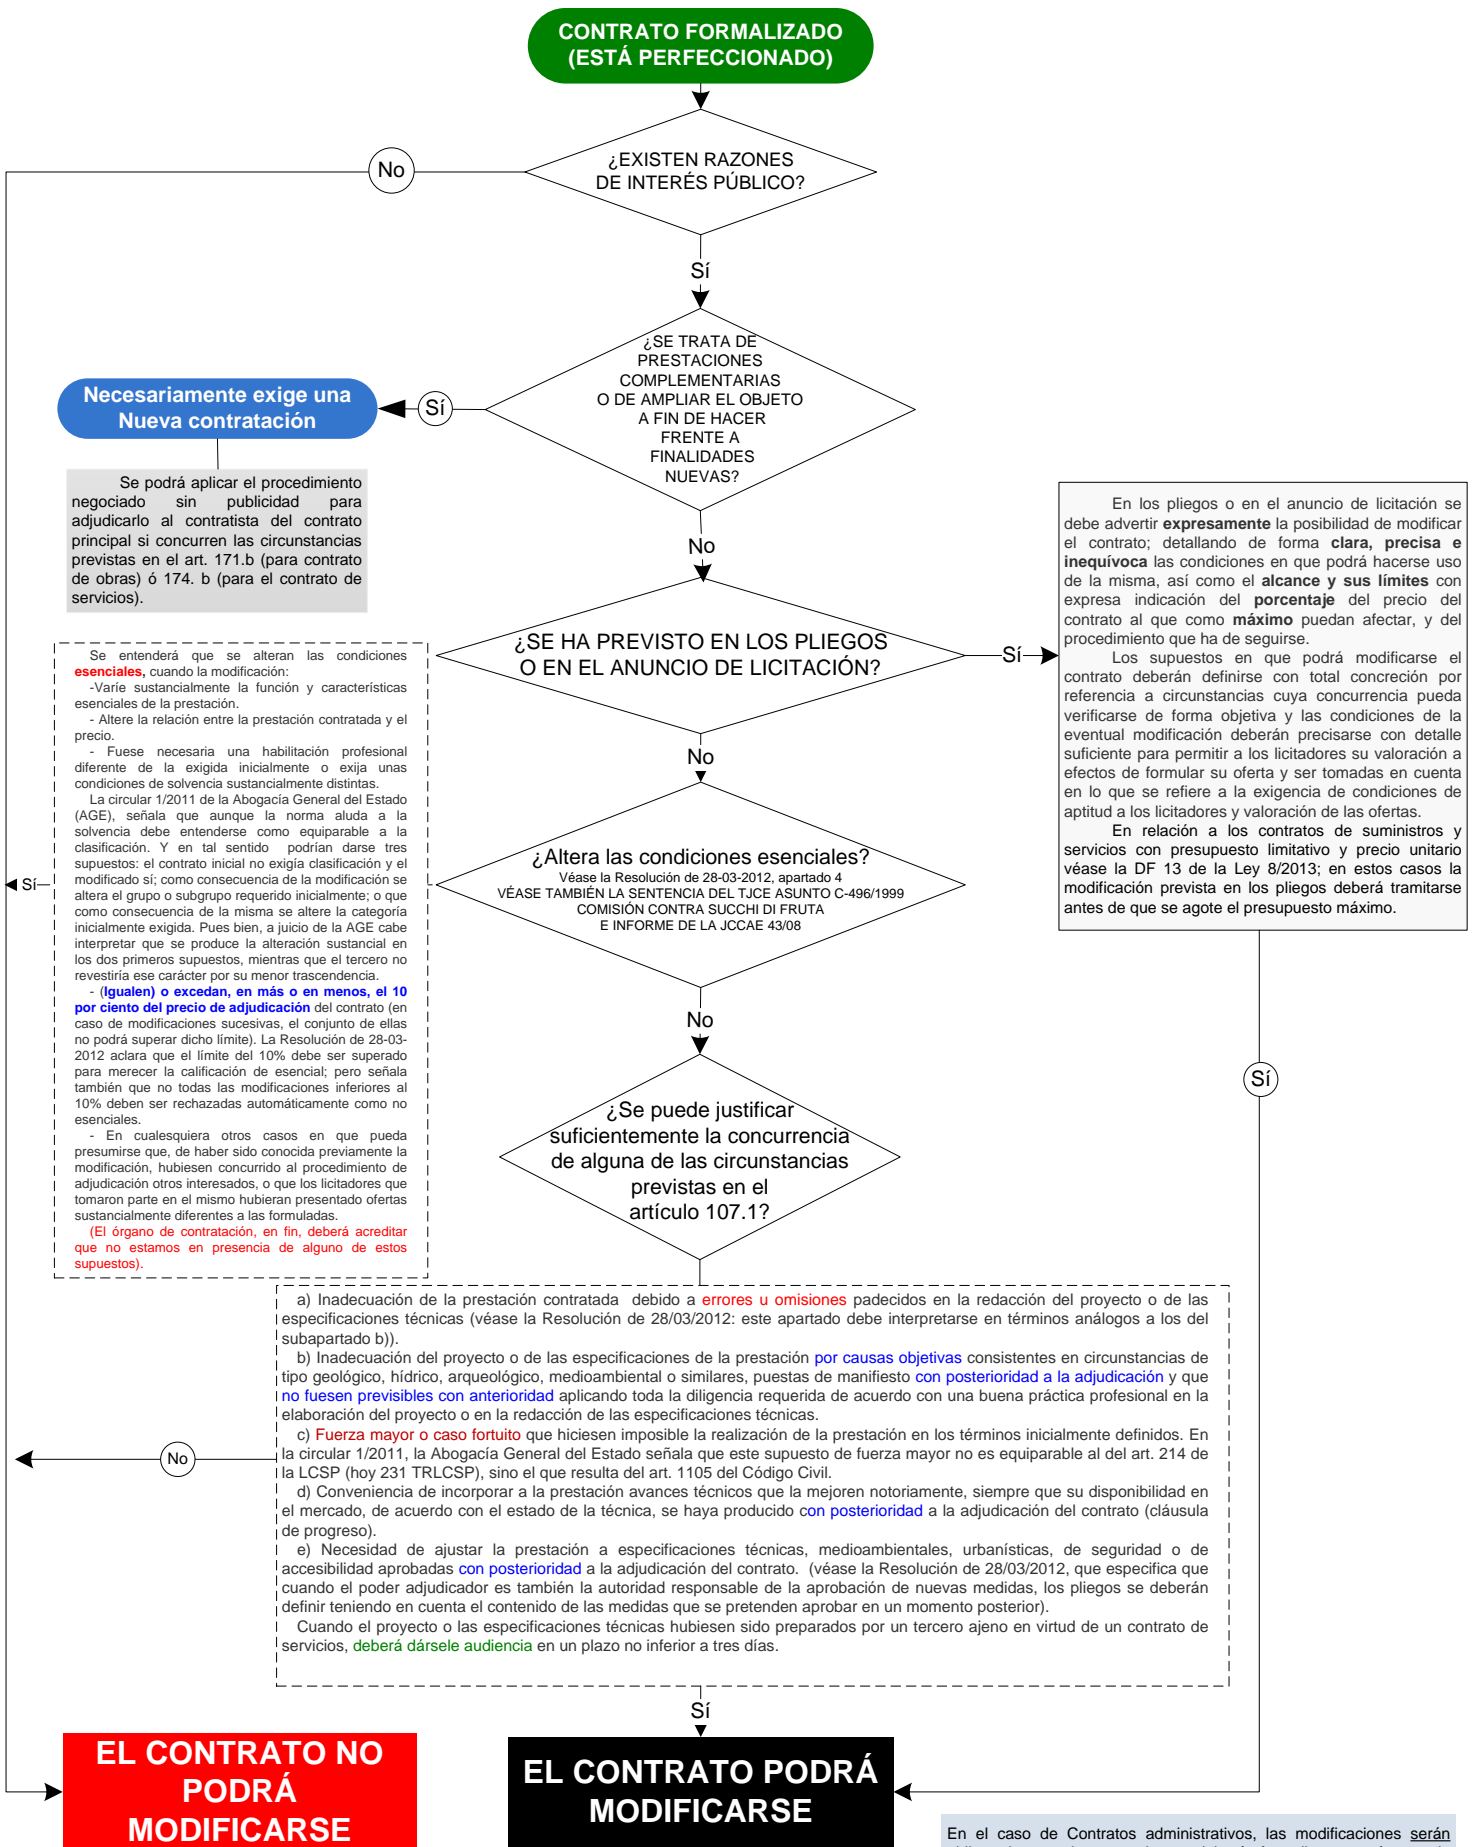 CONTRATO FORMALIZADO
(ESTÁ PERFECCIONADO)
¿EXISTEN RAZONES
DE INTERÉS PÚBLICO?
No
Sí
¿SE TRATA DE
PRESTACIONES
COMPLEMENTARIAS
O DE AMPLIAR EL OBJETO
A FIN DE HACER
FRENTE A
FINALIDADES
NUEVAS?
Sí
Necesariamente exige una
Nueva contratación
Se podrá aplicar el procedimiento
negociado sin publicidad para
adjudicarlo al contratista del contrato
principal si concurren las circunstancias
previstas en el art. 171.b (para contrato
de obras) ó 174. b (para el contrato de
servicios).
No
¿SE HA PREVISTO EN LOS PLIEGOS
O EN EL ANUNCIO DE LICITACIÓN?
Sí
En los pliegos o en el anuncio de licitación se
debe advertir expresamente la posibilidad de modificar
el contrato; detallando de forma clara, precisa e
inequívoca las condiciones en que podrá hacerse uso
de la misma, así como el alcance y sus límites con
expresa indicación del porcentaje del precio del
contrato al que como máximo puedan afectar, y del
procedimiento que ha de seguirse.
Los supuestos en que podrá modificarse el
contrato deberán definirse con total concreción por
referencia a circunstancias cuya concurrencia pueda
verificarse de forma objetiva y las condiciones de la
eventual modificación deberán precisarse con detalle
suficiente para permitir a los licitadores su valoración a
efectos de formular su oferta y ser tomadas en cuenta
en lo que se refiere a la exigencia de condiciones de
aptitud a los licitadores y valoración de las ofertas.
En relación a los contratos de suministros y
servicios con presupuesto limitativo y precio unitario
véase la DF 13 de la Ley 8/2013; en estos casos la
modificación prevista en los pliegos deberá tramitarse
antes de que se agote el presupuesto máximo.
Sí
No
¿Altera las condiciones esenciales?
Véase la Resolución de 28-03-2012, apartado 4
VÉASE TAMBIÉN LA SENTENCIA DEL TJCE ASUNTO C-496/1999
COMISIÓN CONTRA SUCCHI DI FRUTA
E INFORME DE LA JCCAE 43/08
Sí
Se entenderá que se alteran las condiciones
esenciales, cuando la modificación:
-Varíe sustancialmente la función y características
esenciales de la prestación.
- Altere la relación entre la prestación contratada y el
precio.
- Fuese necesaria una habilitación profesional
diferente de la exigida inicialmente o exija unas
condiciones de solvencia sustancialmente distintas.
La circular 1/2011 de la Abogacía General del Estado
(AGE), señala que aunque la norma aluda a la
solvencia debe entenderse como equiparable a la
clasificación. Y en tal sentido podrían darse tres
supuestos: el contrato inicial no exigía clasificación y el
modificado sí; como consecuencia de la modificación se
altera el grupo o subgrupo requerido inicialmente; o que
como consecuencia de la misma se altere la categoría
inicialmente exigida. Pues bien, a juicio de la AGE cabe
interpretar que se produce la alteración sustancial en
los dos primeros supuestos, mientras que el tercero no
revestiría ese carácter por su menor trascendencia.
- (Igualen) o excedan, en más o en menos, el 10
por ciento del precio de adjudicación del contrato (en
caso de modificaciones sucesivas, el conjunto de ellas
no podrá superar dicho límite). La Resolución de 28-03-
2012 aclara que el límite del 10% debe ser superado
para merecer la calificación de esencial; pero señala
también que no todas las modificaciones inferiores al
10% deben ser rechazadas automáticamente como no
esenciales.
- En cualesquiera otros casos en que pueda
presumirse que, de haber sido conocida previamente la
modificación, hubiesen concurrido al procedimiento de
adjudicación otros interesados, o que los licitadores que
tomaron parte en el mismo hubieran presentado ofertas
sustancialmente diferentes a las formuladas.
(El órgano de contratación, en fin, deberá acreditar
que no estamos en presencia de alguno de estos
supuestos).
No
¿Se puede justificar
suficientemente la concurrencia
de alguna de las circunstancias
previstas en el
artículo 107.1?
a) Inadecuación de la prestación contratada debido a errores u omisiones padecidos en la redacción del proyecto o de las
especificaciones técnicas (véase la Resolución de 28/03/2012: este apartado debe interpretarse en términos análogos a los del
subapartado b)).
b) Inadecuación del proyecto o de las especificaciones de la prestación por causas objetivas consistentes en circunstancias de
tipo geológico, hídrico, arqueológico, medioambiental o similares, puestas de manifiesto con posterioridad a la adjudicación y que
no fuesen previsibles con anterioridad aplicando toda la diligencia requerida de acuerdo con una buena práctica profesional en la
elaboración del proyecto o en la redacción de las especificaciones técnicas.
c) Fuerza mayor o caso fortuito que hiciesen imposible la realización de la prestación en los términos inicialmente definidos. En
la circular 1/2011, la Abogacía General del Estado señala que este supuesto de fuerza mayor no es equiparable al del art. 214 de
la LCSP (hoy 231 TRLCSP), sino el que resulta del art. 1105 del Código Civil.
d) Conveniencia de incorporar a la prestación avances técnicos que la mejoren notoriamente, siempre que su disponibilidad en
el mercado, de acuerdo con el estado de la técnica, se haya producido con posterioridad a la adjudicación del contrato (cláusula
de progreso).
e) Necesidad de ajustar la prestación a especificaciones técnicas, medioambientales, urbanísticas, de seguridad o de
accesibilidad aprobadas con posterioridad a la adjudicación del contrato. (véase la Resolución de 28/03/2012, que especifica que
cuando el poder adjudicador es también la autoridad responsable de la aprobación de nuevas medidas, los pliegos se deberán
definir teniendo en cuenta el contenido de las medidas que se pretenden aprobar en un momento posterior).
Cuando el proyecto o las especificaciones técnicas hubiesen sido preparados por un tercero ajeno en virtud de un contrato de
servicios, deberá dársele audiencia en un plazo no inferior a tres días.
No
Sí
EL CONTRATO NO
PODRÁ
MODIFICARSE
EL CONTRATO PODRÁ
MODIFICARSE
En el caso de Contratos administrativos, las modificaciones serán